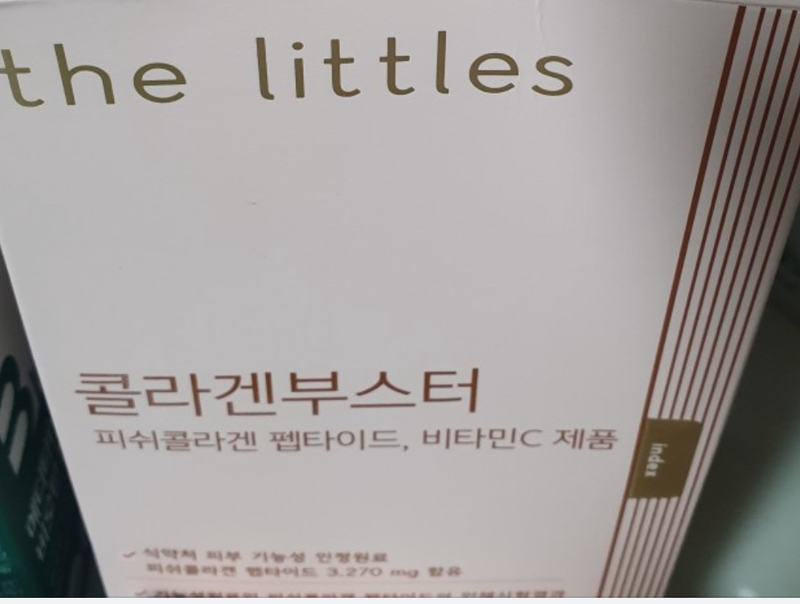 the littles
콜라겐부스터
피쉬콜라겐 펩타이드, 비타민C 제품
index
식약처 피부 기능성 인정원료
피쉬콜라겐 펩타이드 3,270 mg 함유
B